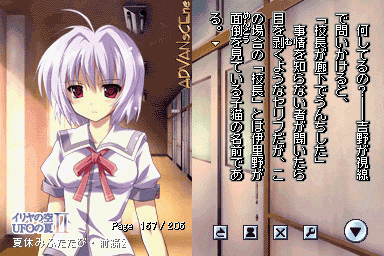 ADVANSCEne
何してるの？――吉野が視線
で問いかけると、
「校長が廊下でうんちした」
事情を知らない者が聞いたら
目を剥くようなセリフだが、こ
の場合の「校長」とは伊里野が
面倒を見ている子猫の名前であ
る。
イリヤの空
UFOの夏 II
夏休みふたたび・前編2
Page 157/206